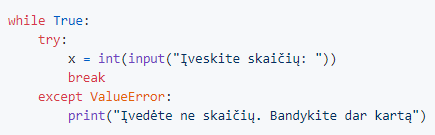 while True:
    try:
        x = int(input("Įveskite skaičių: "))
        break
    except ValueError:
        print("Įvedėte ne skaičių. Bandykite dar kartą")